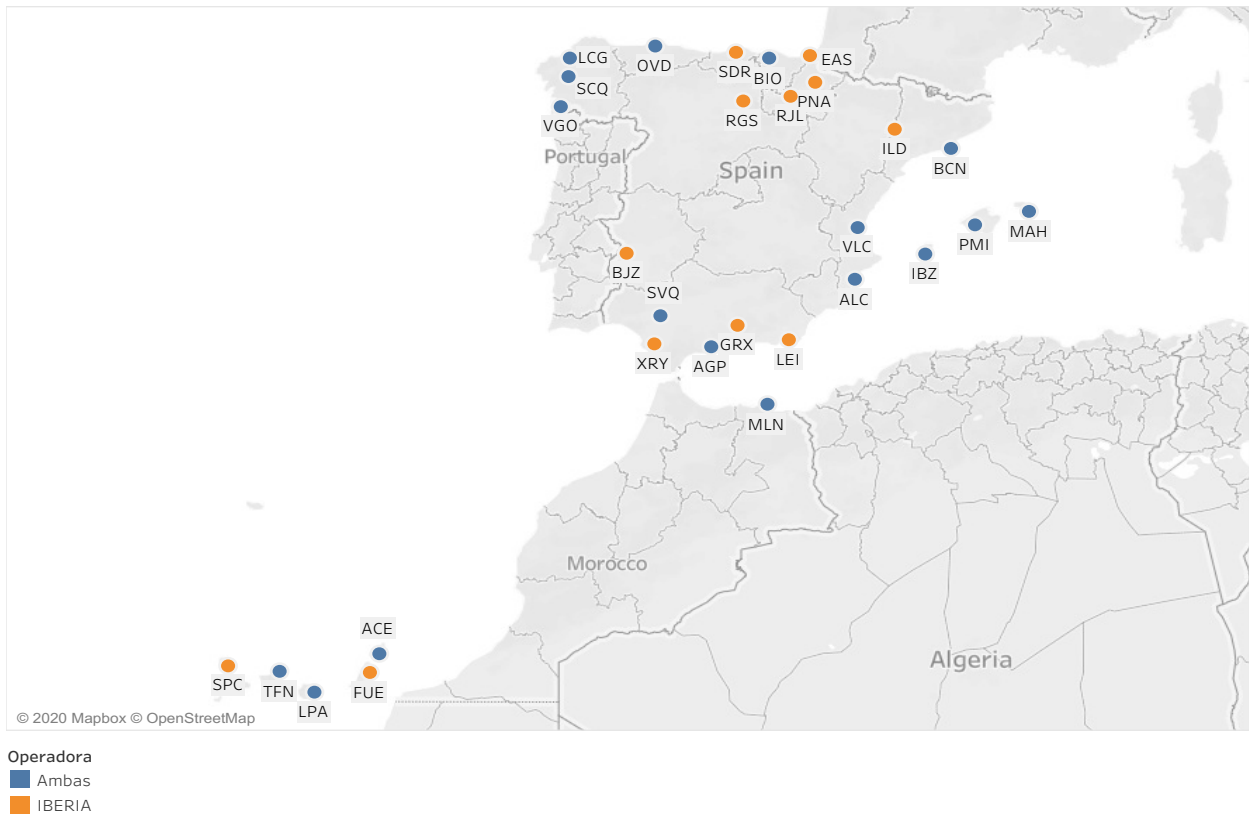 LCG
OVD
SDR
BIO
EAS
SCQ
PNA
RGS
RJL
VGO
Portugal
ILD
Spain
BCN
MAH
PMI
VLC
IBZ
BJZ
SVQ
ALC
GRX
XRY
AGP
LEI
MLN
Morocco
ACE
Algeria
SPC
TFN
FUE
LPA
© 2020 Mapbox © OpenStreetMap
Operadora
Ambas
IBERIA